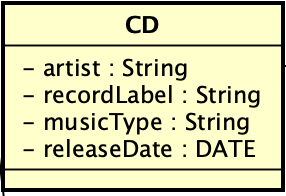 CD
- artist : String
- recordLabel : String
- musicType : String
- releaseDate : DATE